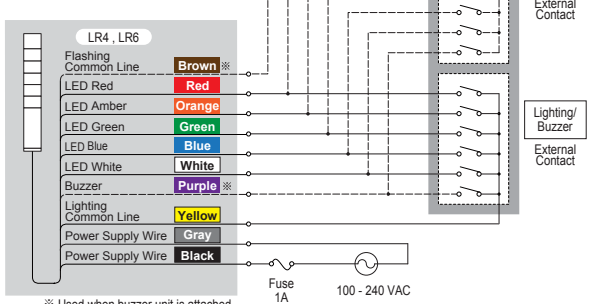 External
Contact
LR4 , LR6
Flashing
Common Line Brown ※
LED Red Red
LED Amber Orange
LED Green Green
LED Blue Blue
LED White White
Buzzer Purple ※
Lighting
Common Line Yellow
Power Supply Wire Gray
Power Supply Wire Black
Lighting/
Buzzer
External
Contact
Fuse
1A
100 - 240 VAC
※ Used when buzzer unit is attached